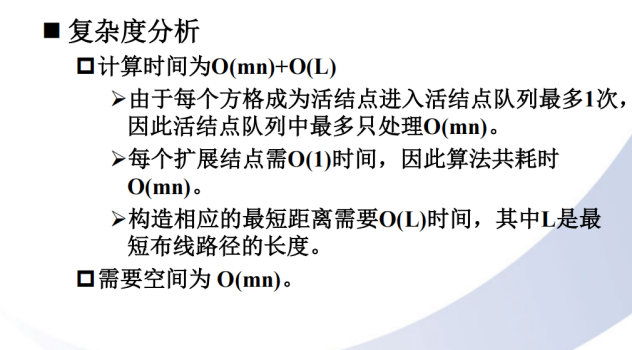 ■ 复杂度分析
❑计算时间为O(mn)+O(L)
➢由于每个方格成为活结点进入活结点队列最多1次，
因此活结点队列中最多只处理O(mn)。
➢每个扩展结点需O(1)时间，因此算法共耗时
O(mn)。
➢构造相应的最短距离需要O(L)时间，其中L是最
短布线路径的长度。
❑需要空间为 O(mn)。